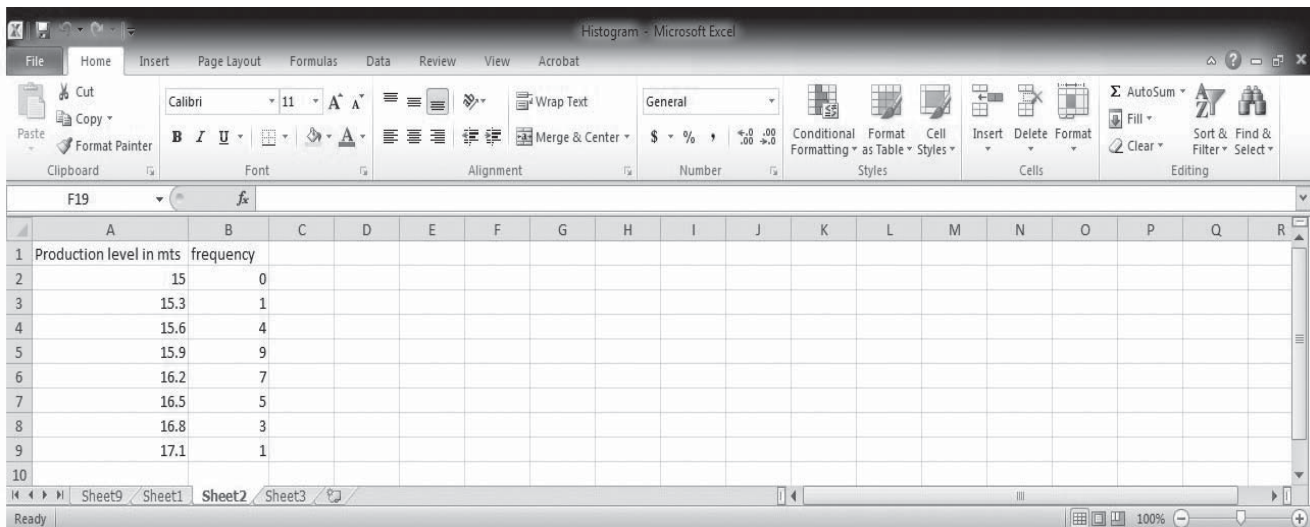 Histogram - Microsoft Excel
File Home Insert Page Layout Formulas Data Review View Acrobat
Paste Cut Copy Format Painter Calibri 11 A A Wrap Text General Conditional Formatting Format as Table Cell Styles Insert Delete Format Σ AutoSum Fill Clear Sort & Filter Find & Select
B I U A Merge & Center $ % , .0 .00 .00 .0
Clipboard Font Alignment Number Styles Cells Editing
F19 fx
A B C D E F G H I J K L M N O P Q R
1 Production level in mts frequency
2 15 0
3 15.3 1
4 15.6 4
5 15.9 9
6 16.2 7
7 16.5 5
8 16.8 3
9 17.1 1
10
Sheet9 Sheet1 Sheet2 Sheet3
Ready 100%